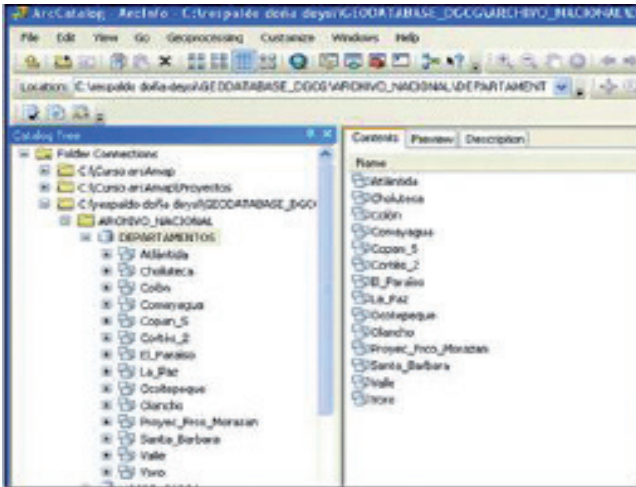 ArcCatalog - ArcInfo - C:\respaldo doña deysi\GEODATABASE_DGCG\ARCHIVO_NACIONAL\
File Edit View Go Geoprocessing Customize Windows Help
Location: C:\respaldo doña deysi\GEODATABASE_DGCG\ARCHIVO_NACIONAL\DEPARTAMENT
Catalog Tree
Folder Connections
C:\Curso arcAmap
C:\Curso arcAmap\Proyectos
C:\respaldo doña deysi\GEODATABASE_DGC
ARCHIVO_NACIONAL
DEPARTAMENTOS
Atlántida
Choluteca
Colón
Comayagua
Copan_5
Cortés_2
El_Paraiso
La_Paz
Ocotepeque
Olancho
Proyec_Frco_Morazan
Santa_Barbara
Valle
Yoro
Contents Preview Description
Name
Atlántida
Choluteca
Colón
Comayagua
Copan_5
Cortés_2
El_Paraiso
La_Paz
Ocotepeque
Olancho
Proyec_Frco_Morazan
Santa_Barbara
Valle
Yoro